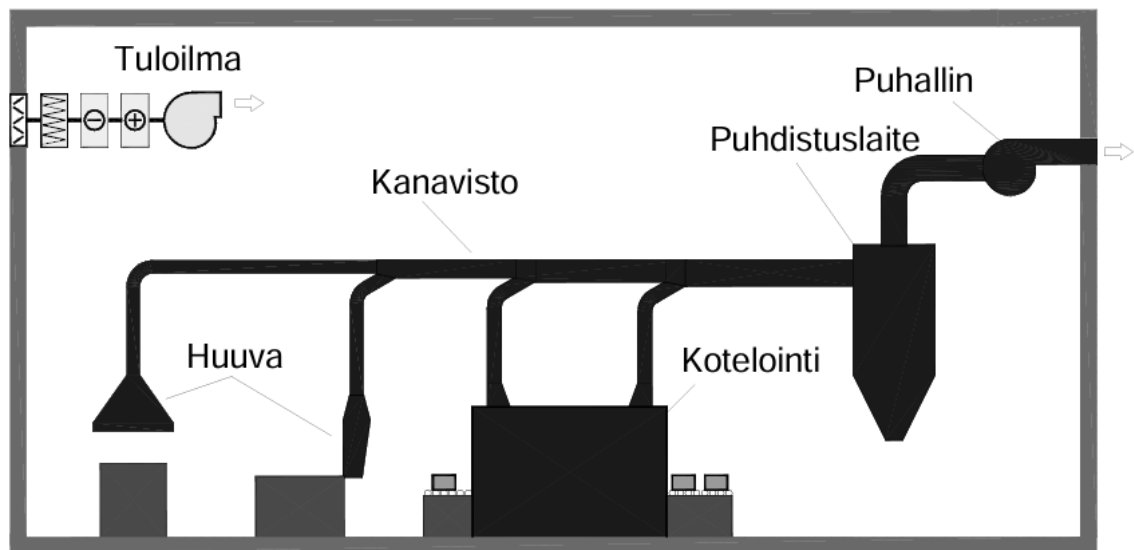 Tuloilma
Puhallin
Puhdistuslaite
Kanavisto
Huuva
Kotelointi